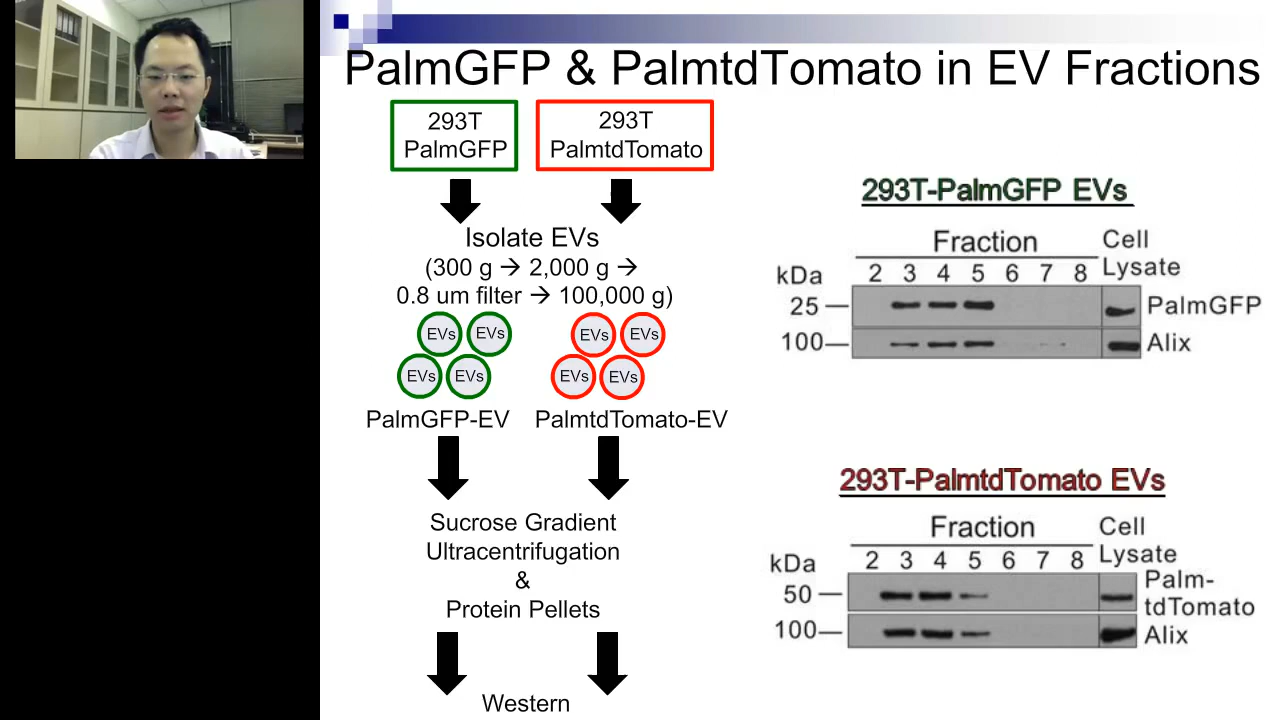 PalmGFP & PalmtdTomato in EV Fractions
293T
PalmGFP
293T
PalmtdTomato
Isolate EVs
(300 g → 2,000 g →
0.8 um filter → 100,000 g)
EVs EVs
EVs EVs
EVs EVs
EVs EVs
PalmGFP-EV
PalmtdTomato-EV
Sucrose Gradient
Ultracentrifugation
&
Protein Pellets
Western
293T-PalmGFP EVs
Fraction
Cell
Lysate
kDa
2 3 4 5 6 7 8
25
PalmGFP
100
Alix
293T-PalmtdTomato EVs
Fraction
Cell
Lysate
kDa
2 3 4 5 6 7 8
50
Palm-
tdTomato
100
Alix